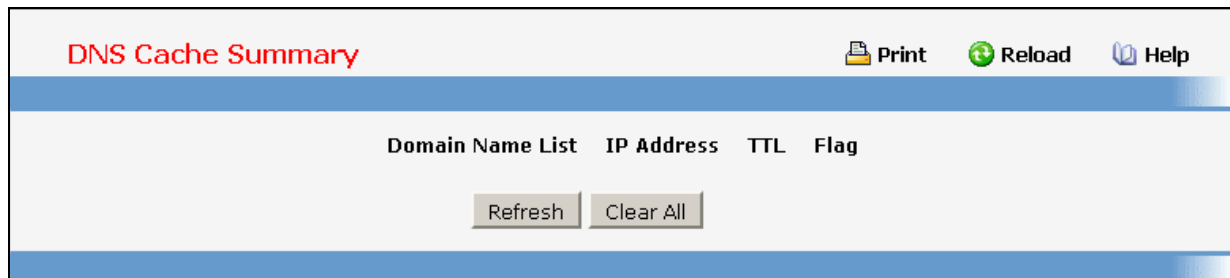 DNS Cache Summary Print Reload Help
Domain Name List IP Address TTL Flag
Refresh Clear All